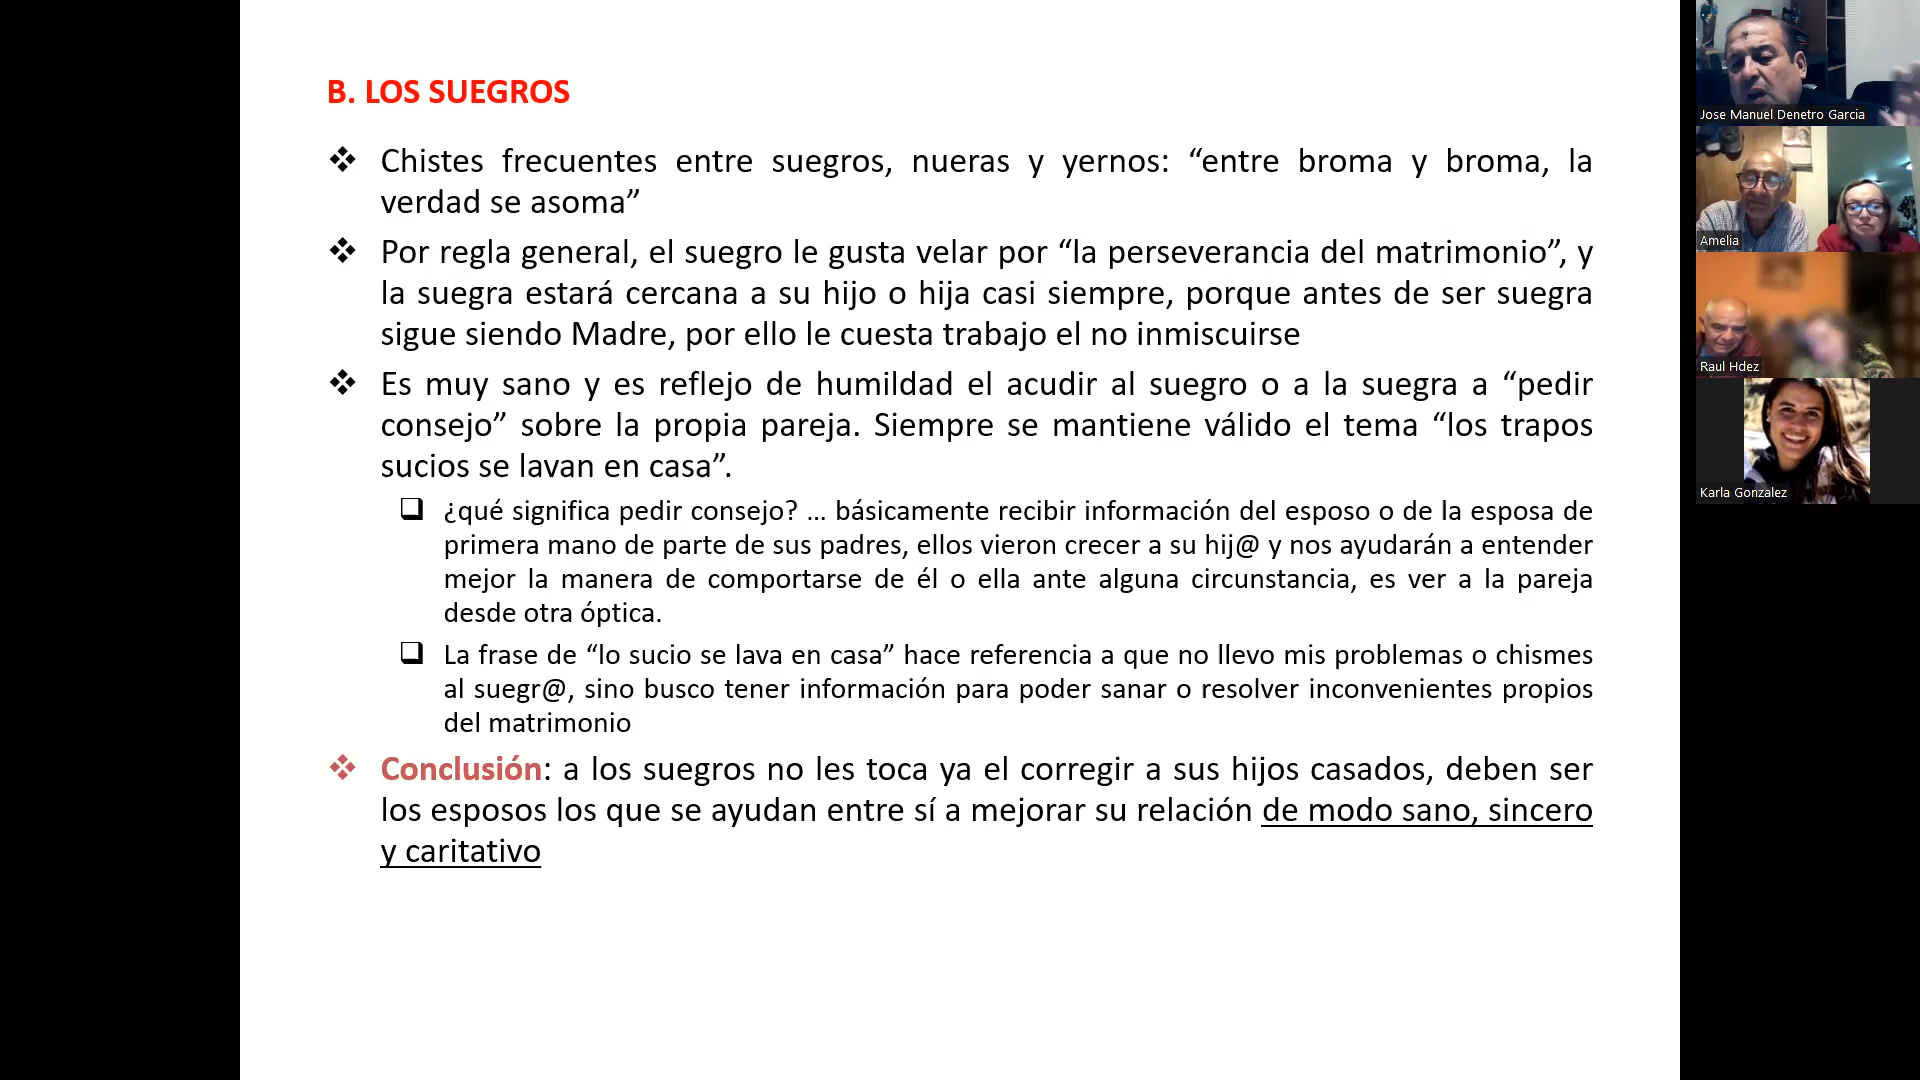 B. LOS SUEGROS
Chistes frecuentes entre suegros, nueras y yernos: “entre broma y broma, la
verdad se asoma”
Por regla general, el suegro le gusta velar por “la perseverancia del matrimonio”, y
la suegra estará cercana a su hijo o hija casi siempre, porque antes de ser suegra
sigue siendo Madre, por ello le cuesta trabajo el no inmiscuirse
Es muy sano y es reflejo de humildad el acudir al suegro o a la suegra a “pedir
consejo” sobre la propia pareja. Siempre se mantiene válido el tema “los trapos
sucios se lavan en casa”.
¿qué significa pedir consejo? ... básicamente recibir información del esposo o de la esposa de
primera mano de parte de sus padres, ellos vieron crecer a su hij@ y nos ayudarán a entender
mejor la manera de comportarse de él o ella ante alguna circunstancia, es ver a la pareja
desde otra óptica.
La frase de “lo sucio se lava en casa” hace referencia a que no llevo mis problemas o chismes
al suegr@, sino busco tener información para poder sanar o resolver inconvenientes propios
del matrimonio
Conclusión: a los suegros no les toca ya el corregir a sus hijos casados, deben ser
los esposos los que se ayudan entre sí a mejorar su relación de modo sano, sincero
y caritativo
Jose Manuel Denetro Garcia
Amelia
Raul Hdez
Karla Gonzalez